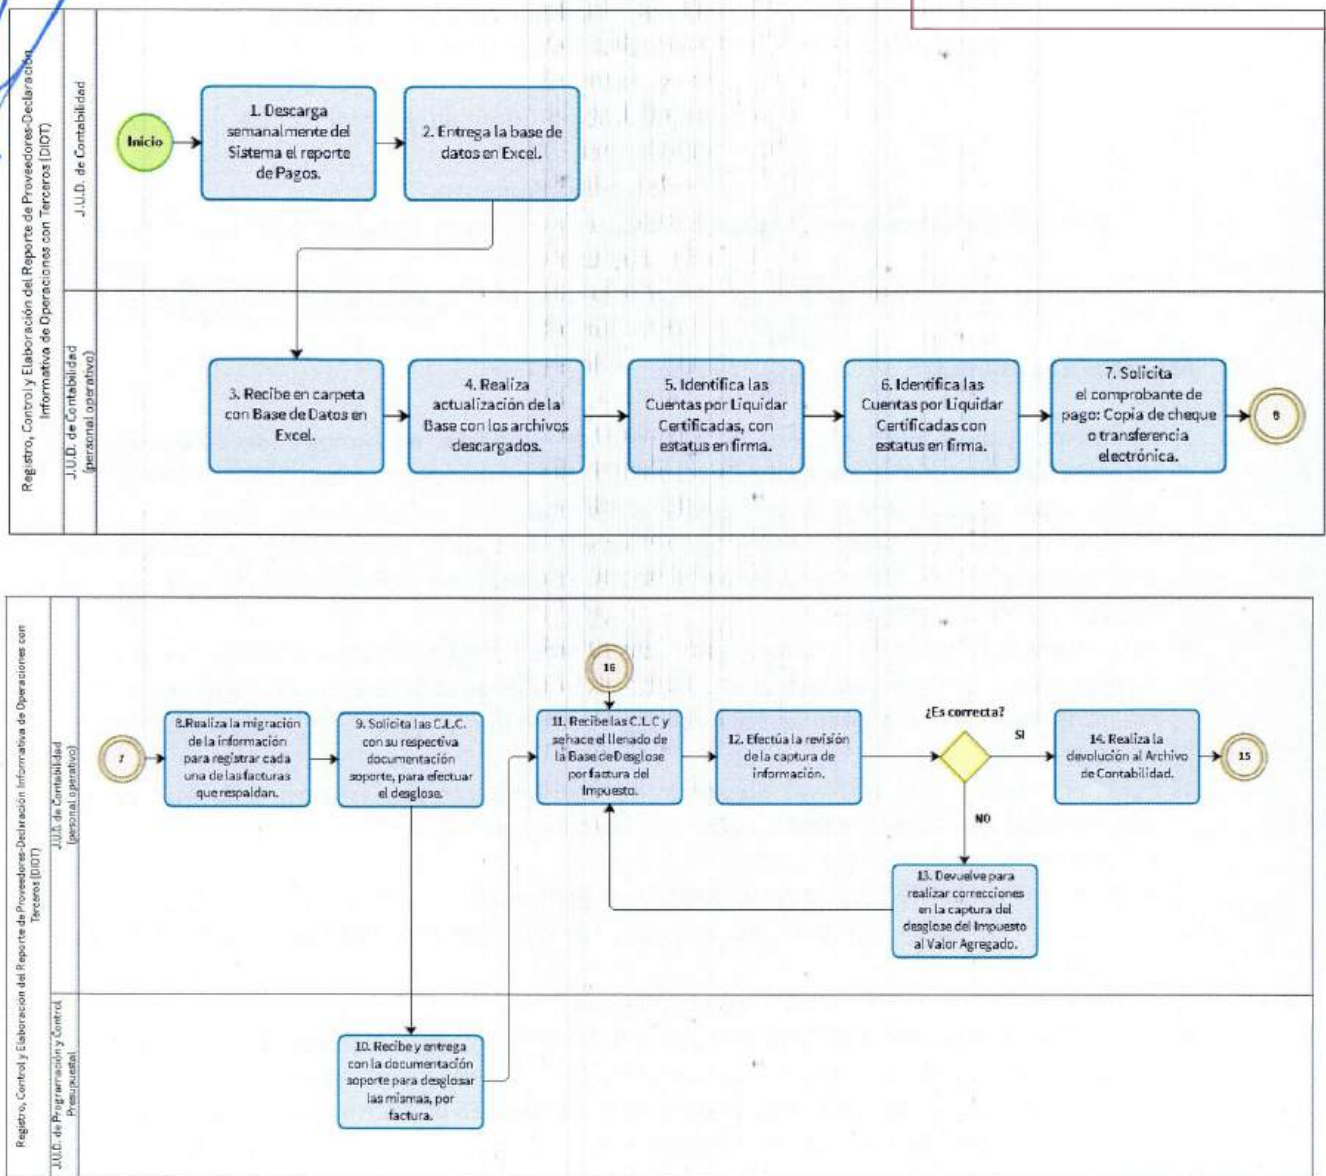 Registro, Control y Elaboración del Reporte de Proveedores-Declaración
Informativa de Operaciones con Terceros (DIOT)
J.U.D. de Contabilidad
Inicio
1. Descarga
semanalmente del
Sistema el reporte
de Pagos.
2. Entrega la base de
datos en Excel.
J.U.D. de Contabilidad
(personal operativo)
3. Recibe en carpeta
con Base de Datos en
Excel.
4. Realiza
actualización de la
Base con los archivos
descargados.
5. Identifica las
Cuentas por Liquidar
Certificadas, con
estatus en firma.
6. Identifica las
Cuentas por Liquidar
Certificadas con
estatus en firma.
7. Solicita
el comprobante de
pago: Copia de cheque
o transferencia
electrónica.
8
Registro, Control y Elaboración del Reporte de Proveedores-Declaración Informativa de Operaciones con
Terceros (DIOT)
J.U.D. de Contabilidad
(personal operativo)
7
8.Realiza la migración
de la información
para registrar cada
una de las facturas
que respaldan.
9. Solicita las C.L.C.
con su respectiva
documentación
soporte, para efectuar
el desglose.
16
11. Recibe las C.L.C y
se hace el llenado de
la Base de Desglose
por factura del
Impuesto.
12. Efectúa la revisión
de la captura de
información.
¿Es correcta?
SI
NO
14. Realiza la
devolución al Archivo
de Contabilidad.
15
13. Devuelve para
realizar correcciones
en la captura del
desglose del Impuesto
al Valor Agregado.
J.U.D. de Programación y Control
Presupuestal
10. Recibe y entrega
con la documentación
soporte para desglosar
las mismas, por
factura.